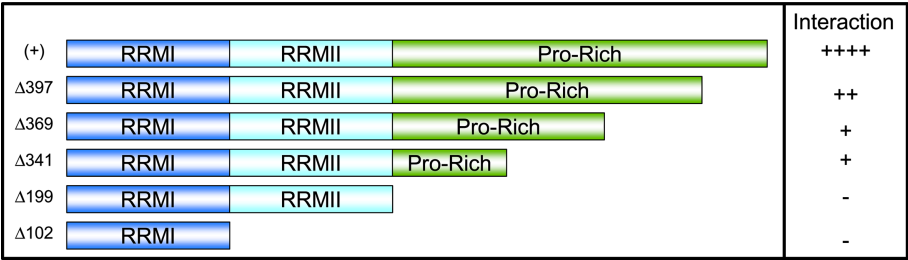 Interaction
(+) RRMI RRMII Pro-Rich ++++
Δ397 RRMI RRMII Pro-Rich ++
Δ369 RRMI RRMII Pro-Rich +
Δ341 RRMI RRMII Pro-Rich +
Δ199 RRMI RRMII -
Δ102 RRMI -